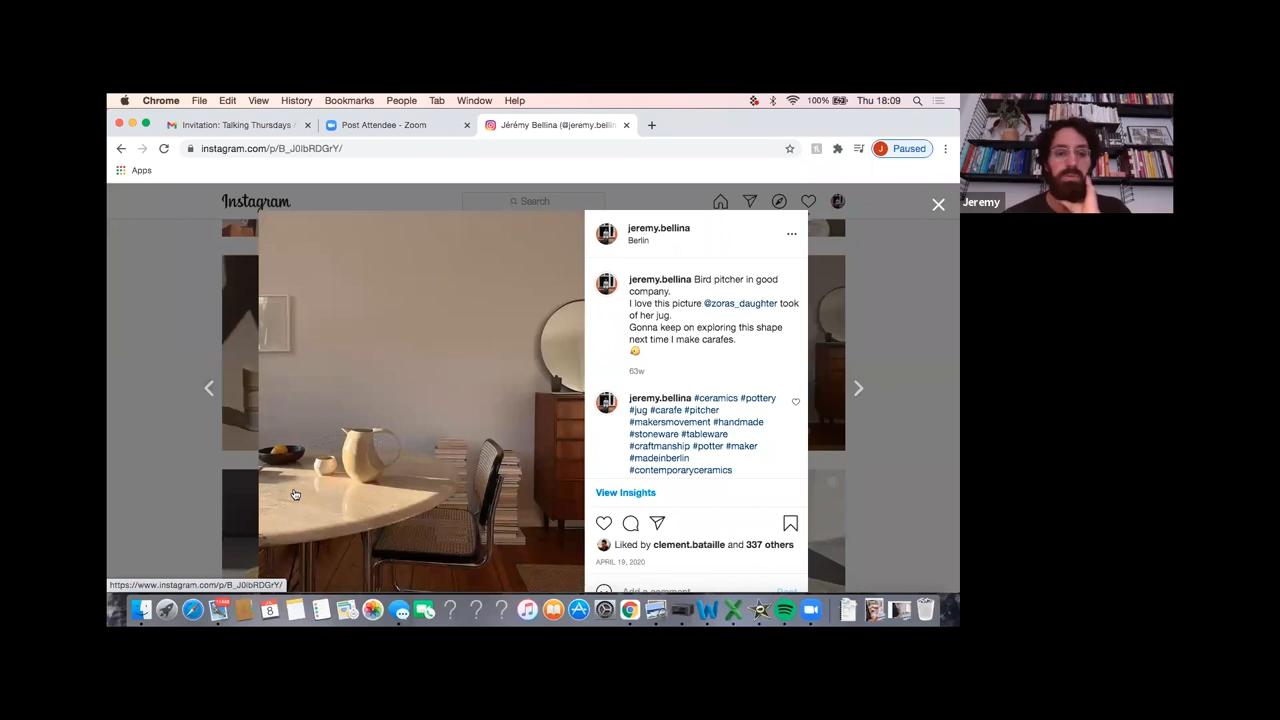 Chrome File Edit View History Bookmarks People Tab Window Help 100% Thu 18:09
Invitation: Talking Thursdays
Post Attendee - Zoom
Jérémy Bellina (@jeremy.bellin
instagram.com/p/B_J0lbRDGrY/
Paused
Apps
Instagram
Search
jeremy.bellina
Berlin
jeremy.bellina Bird pitcher in good
company.
I love this picture @zoras_daughter took
of her jug.
Gonna keep on exploring this shape
next time I make carafes.
63w
jeremy.bellina #ceramics #pottery
#jug #carafe #pitcher
#makersmovement #handmade
#stoneware #tableware
#craftmanship #potter #maker
#madeinberlin
#contemporaryceramics
View Insights
Liked by clement.bataille and 337 others
APRIL 19, 2020
Add a comment...
Post
https://www.instagram.com/p/B_J0lbRDGrY/
8
Jeremy